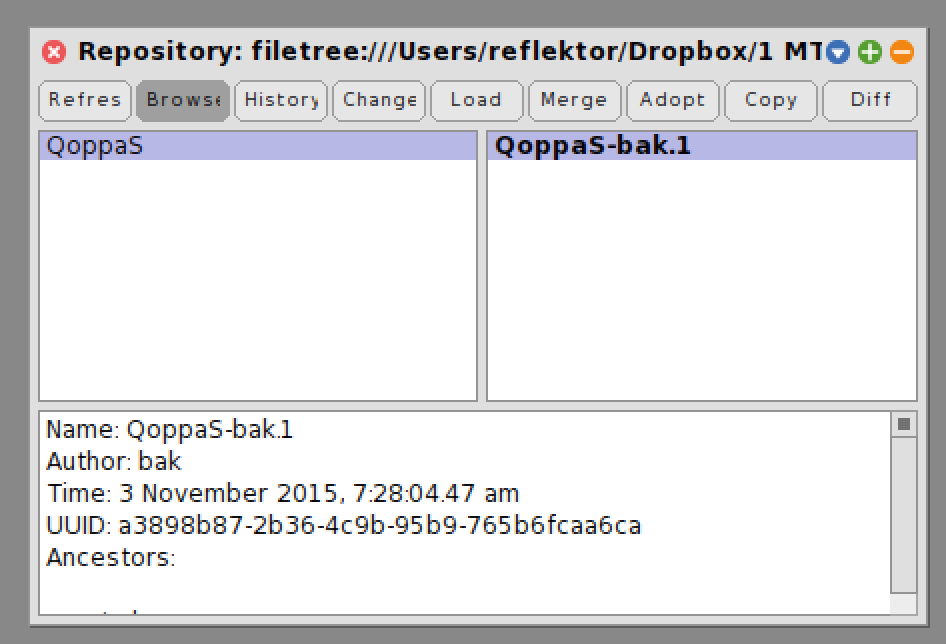 Repository: filetree:///Users/reflektor/Dropbox/1 MT
Refres Browse History Change Load Merge Adopt Copy Diff
QoppaS QoppaS-bak.1
Name: QoppaS-bak.1
Author: bak
Time: 3 November 2015, 7:28:04.47 am
UUID: a3898b87-2b36-4c9b-95b9-765b6fcaa6ca
Ancestors: